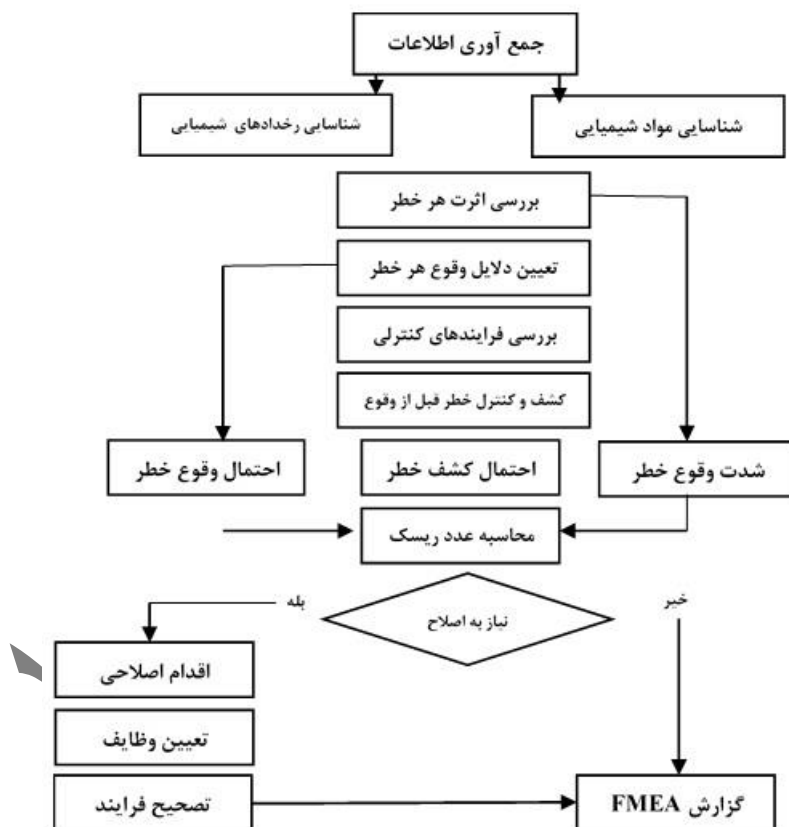 جمع آوری اطلاعات
شناسایی مواد شیمیایی
شناسایی رخدادهای شیمیایی
بررسی اثرت هر خطر
تعیین دلایل وقوع هر خطر
بررسی فرایندهای کنترلی
کشف و کنترل خطر قبل از وقوع
شدت وقوع خطر
احتمال کشف خطر
احتمال وقوع خطر
محاسبه عدد ریسک
خیر
نیاز به اصلاح
بله
اقدام اصلاحی
تعیین وظایف
تصحیح فرایند
گزارش FMEA